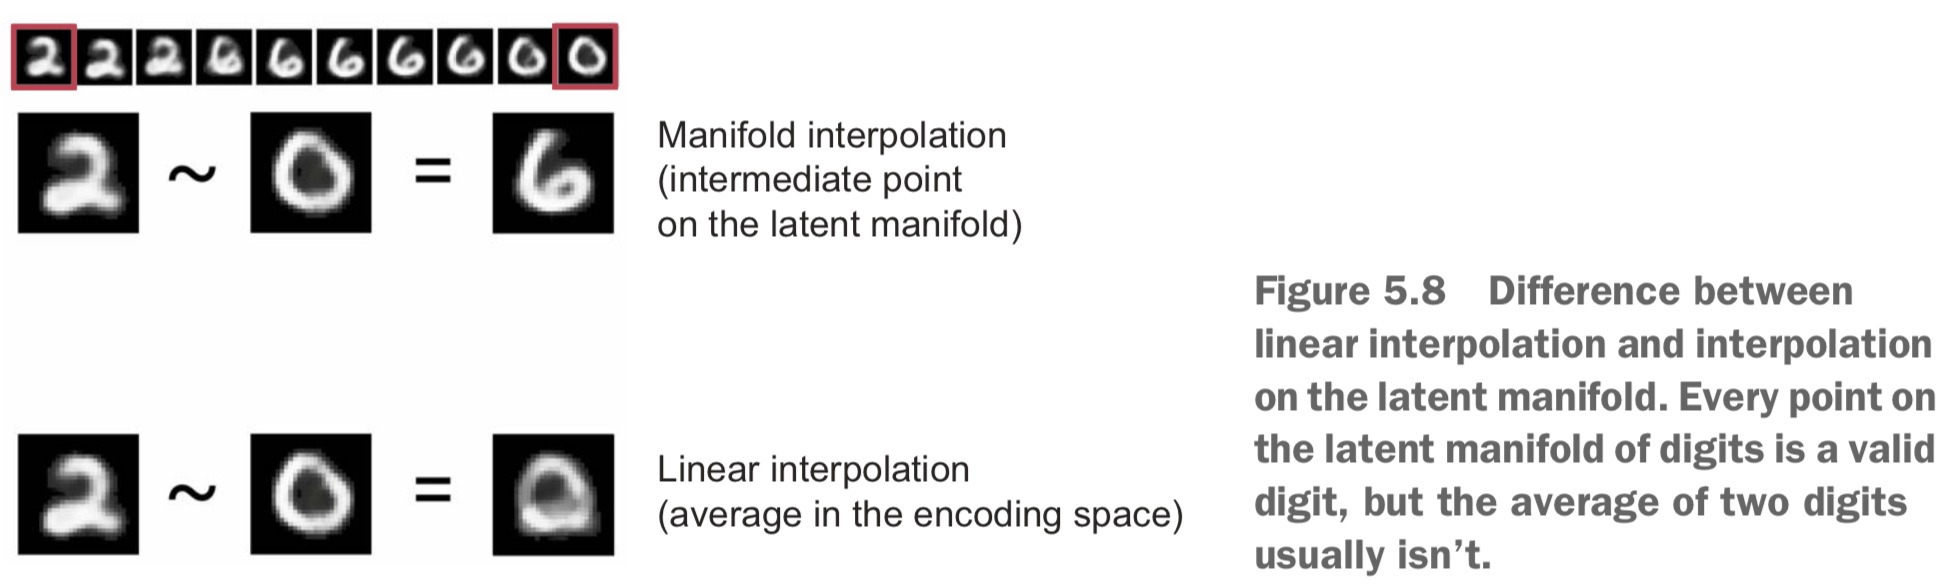 2 2 2 6 6 6 6 6 0 0
2 ~ 0 = 6
Manifold interpolation
(intermediate point
on the latent manifold)
2 ~ 0 =
Linear interpolation
(average in the encoding space)
Figure 5.8 Difference between
linear interpolation and interpolation
on the latent manifold. Every point on
the latent manifold of digits is a valid
digit, but the average of two digits
usually isn’t.